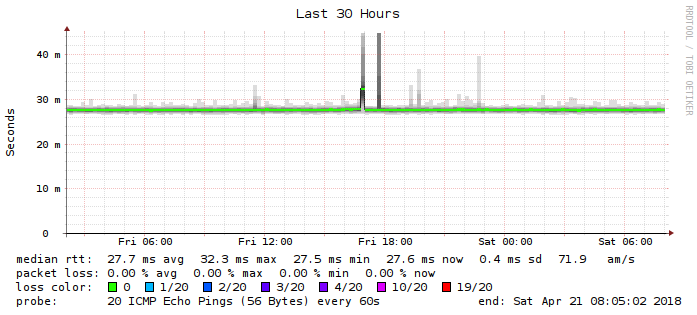 Last 30 Hours
RRDTOOL / TOBI OETIKER
Seconds
40 m
30 m
20 m
10 m
0
Fri 06:00 Fri 12:00 Fri 18:00 Sat 00:00 Sat 06:00
median rtt: 27.7 ms avg 32.3 ms max 27.5 ms min 27.6 ms now 0.4 ms sd 71.9 am/s
packet loss: 0.00 % avg 0.00 % max 0.00 % min 0.00 % now
loss color: 0 1/20 2/20 3/20 4/20 10/20 19/20
probe: 20 ICMP Echo Pings (56 Bytes) every 60s end: Sat Apr 21 08:05:02 2018